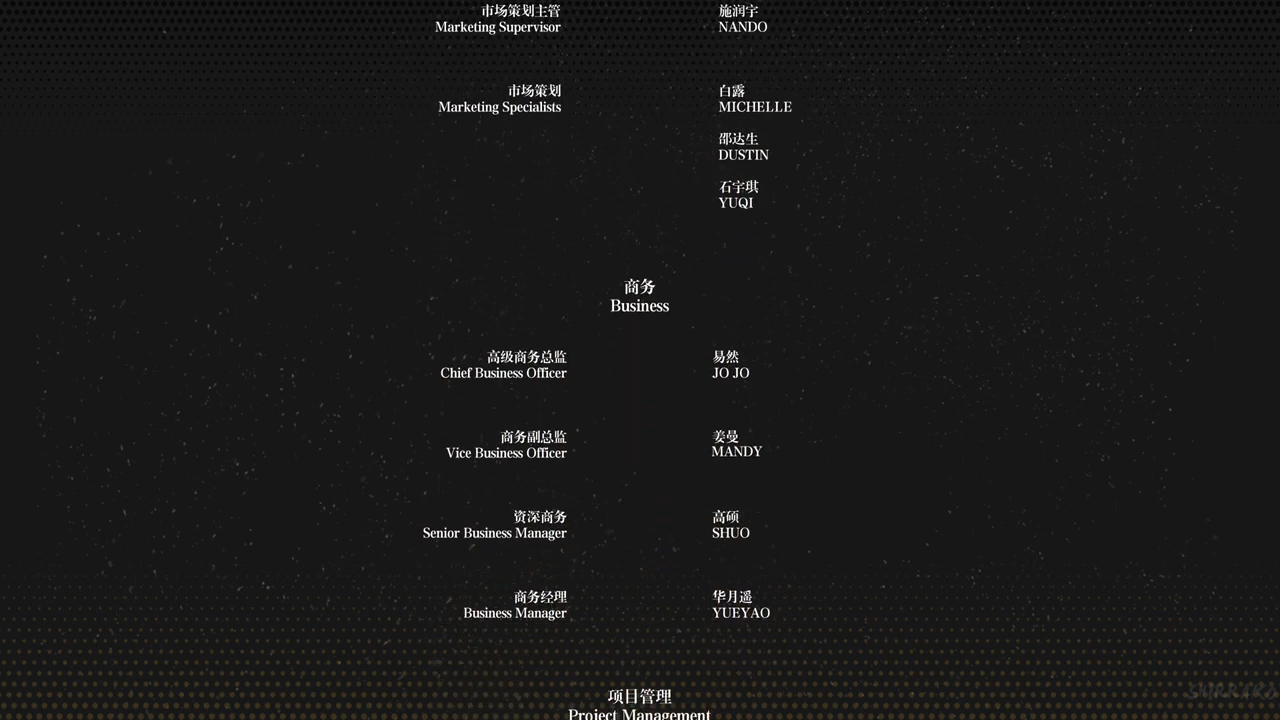 市场策划主管 施润宇
Marketing Supervisor NANDO
市场策划 白露
Marketing Specialists MICHELLE
邵达生
DUSTIN
石宇琪
YUQI
商务
Business
高级商务总监 易然
Chief Business Officer JO JO
商务副总监 姜曼
Vice Business Officer MANDY
资深商务 高硕
Senior Business Manager SHUO
商务经理 华月遥
Business Manager YUEYAO
项目管理
Project Management